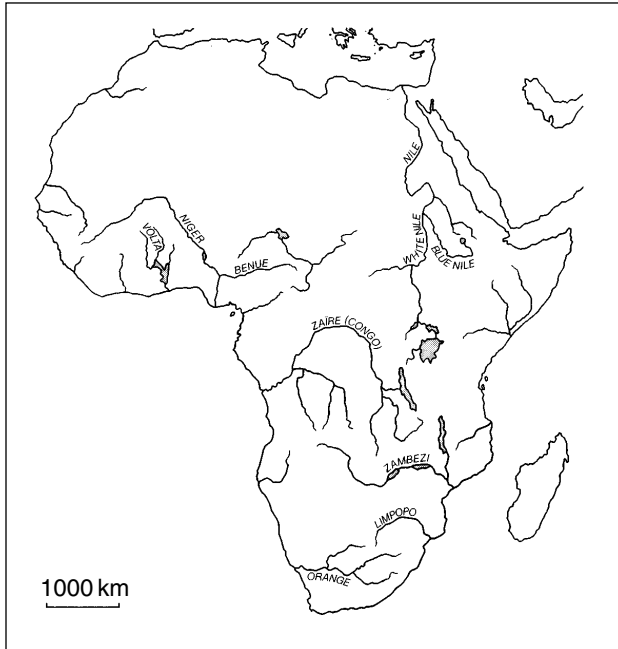 NILE
VOLTA
NIGER
WHITE NILE
BLUE NILE
BENUE
ZAÏRE (CONGO)
ZAMBEZI
LIMPOPO
ORANGE
1000 km